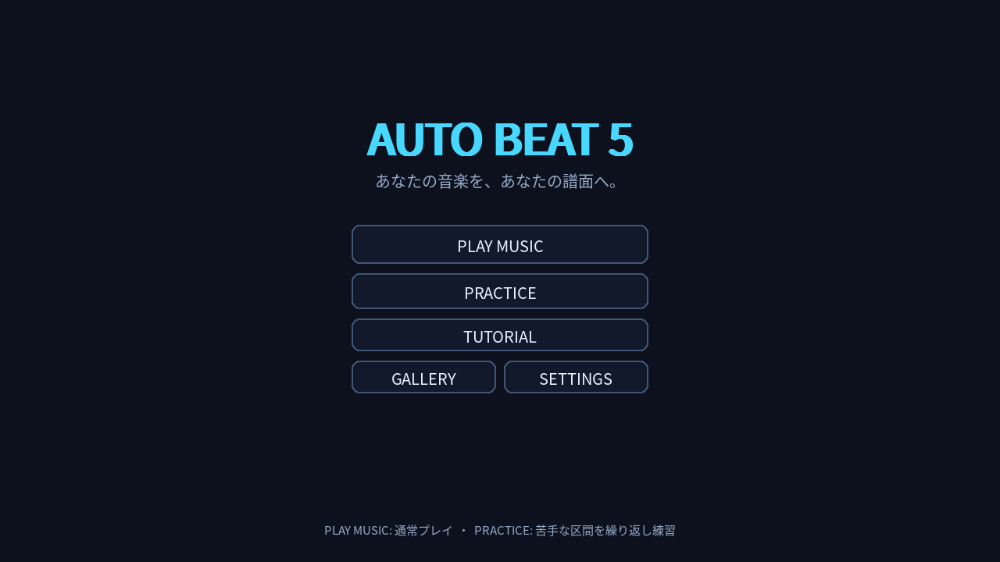 AUTO BEAT 5
あなたの音楽を、あなたの譜面へ。
PLAY MUSIC
PRACTICE
TUTORIAL
GALLERY
SETTINGS
PLAY MUSIC: 通常プレイ ・ PRACTICE: 苦手な区間を繰り返し練習